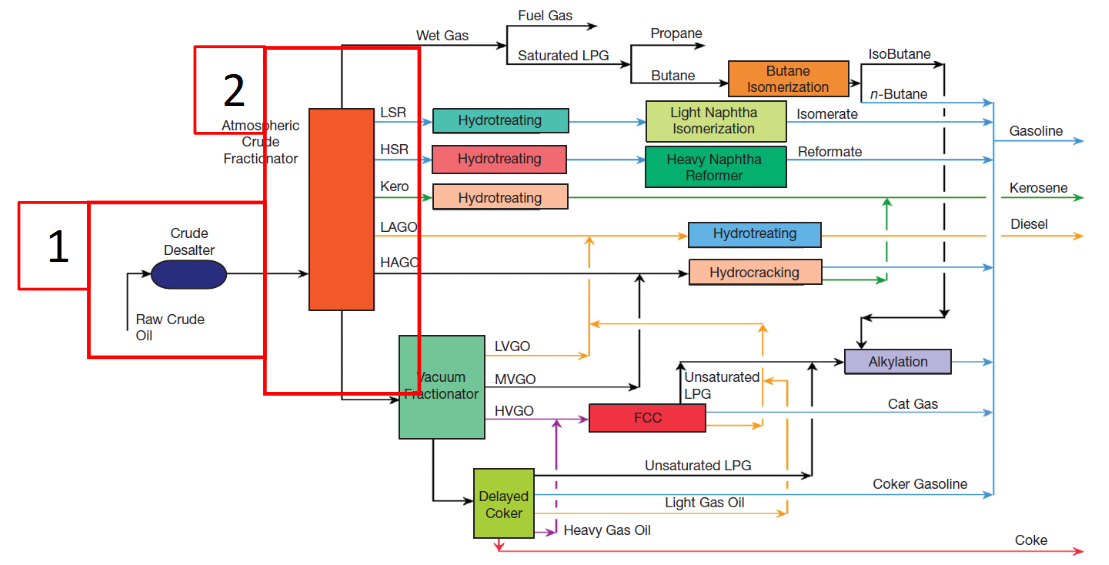 Fuel Gas
Wet Gas
Saturated LPG
Propane
Butane
Butane
Isomerization
IsoButane
n-Butane
2
Atmospheric
Crude
Fractionator
LSR
Hydrotreating
Light Naphtha
Isomerization
Isomerate
Gasoline
HSR
Hydrotreating
Heavy Naphtha
Reformer
Reformate
Kero
Hydrotreating
Kerosene
1
Crude
Desalter
LAGO
Hydrotreating
Diesel
HAGO
Hydrocracking
Raw Crude
Oil
Vacuum
Fractionator
LVGO
MVGO
HVGO
Unsaturated
LPG
Alkylation
FCC
Cat Gas
Unsaturated LPG
Delayed
Coker
Coker Gasoline
Light Gas Oil
Heavy Gas Oil
Coke